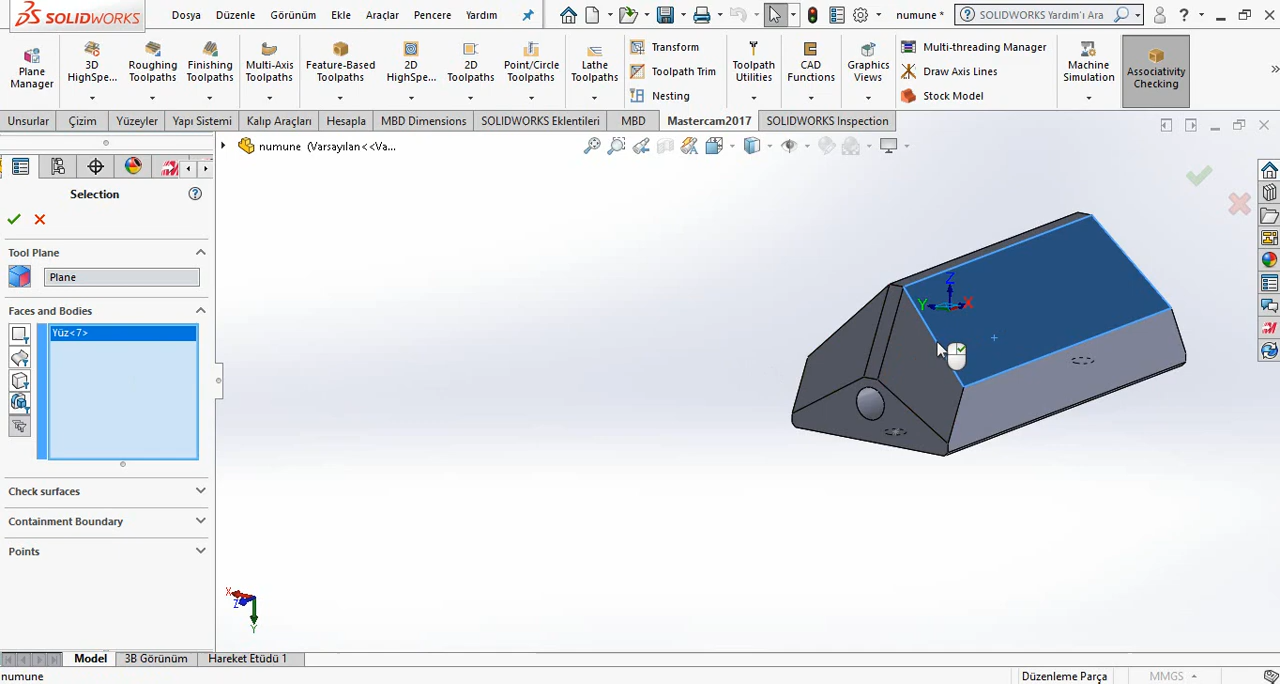 SOLIDWORKS
Dosya Düzenle Görünüm Ekle Araçlar Pencere Yardım
numune *
SOLIDWORKS Yardım'ı Ara
Plane Manager
3D HighSpe...
Roughing Toolpaths
Finishing Toolpaths
Multi-Axis Toolpaths
Feature-Based Toolpaths
2D HighSpe...
2D Toolpaths
Point/Circle Toolpaths
Lathe Toolpaths
Transform
Toolpath Trim
Nesting
Toolpath Utilities
CAD Functions
Graphics Views
Multi-threading Manager
Draw Axis Lines
Stock Model
Machine Simulation
Associativity Checking
Unsurlar Çizim Yüzeyler Yapı Sistemi Kalıp Araçları Hesapla MBD Dimensions SOLIDWORKS Eklentileri MBD Mastercam2017 SOLIDWORKS Inspection
numune (Varsayılan<<Va...
Selection
Tool Plane
Plane
Faces and Bodies
Yüz<7>
Check surfaces
Containment Boundary
Points
Z
Y X
X
Z
Y
Model 3B Görünüm Hareket Etüdü 1
numune
Düzenleme Parça
MMGS